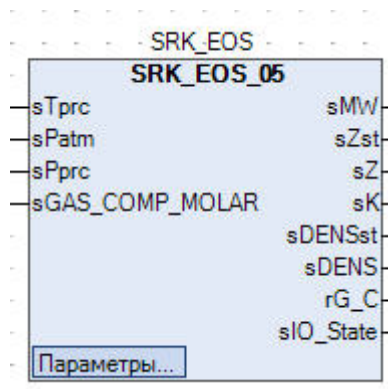 SRK_EOS
SRK_EOS_05
sTprc
sMW
sPatm
sZst
sPprc
sZ
sGAS_COMP_MOLAR
sK
sDENSst
sDENS
rG_C
sIO_State
Параметры...